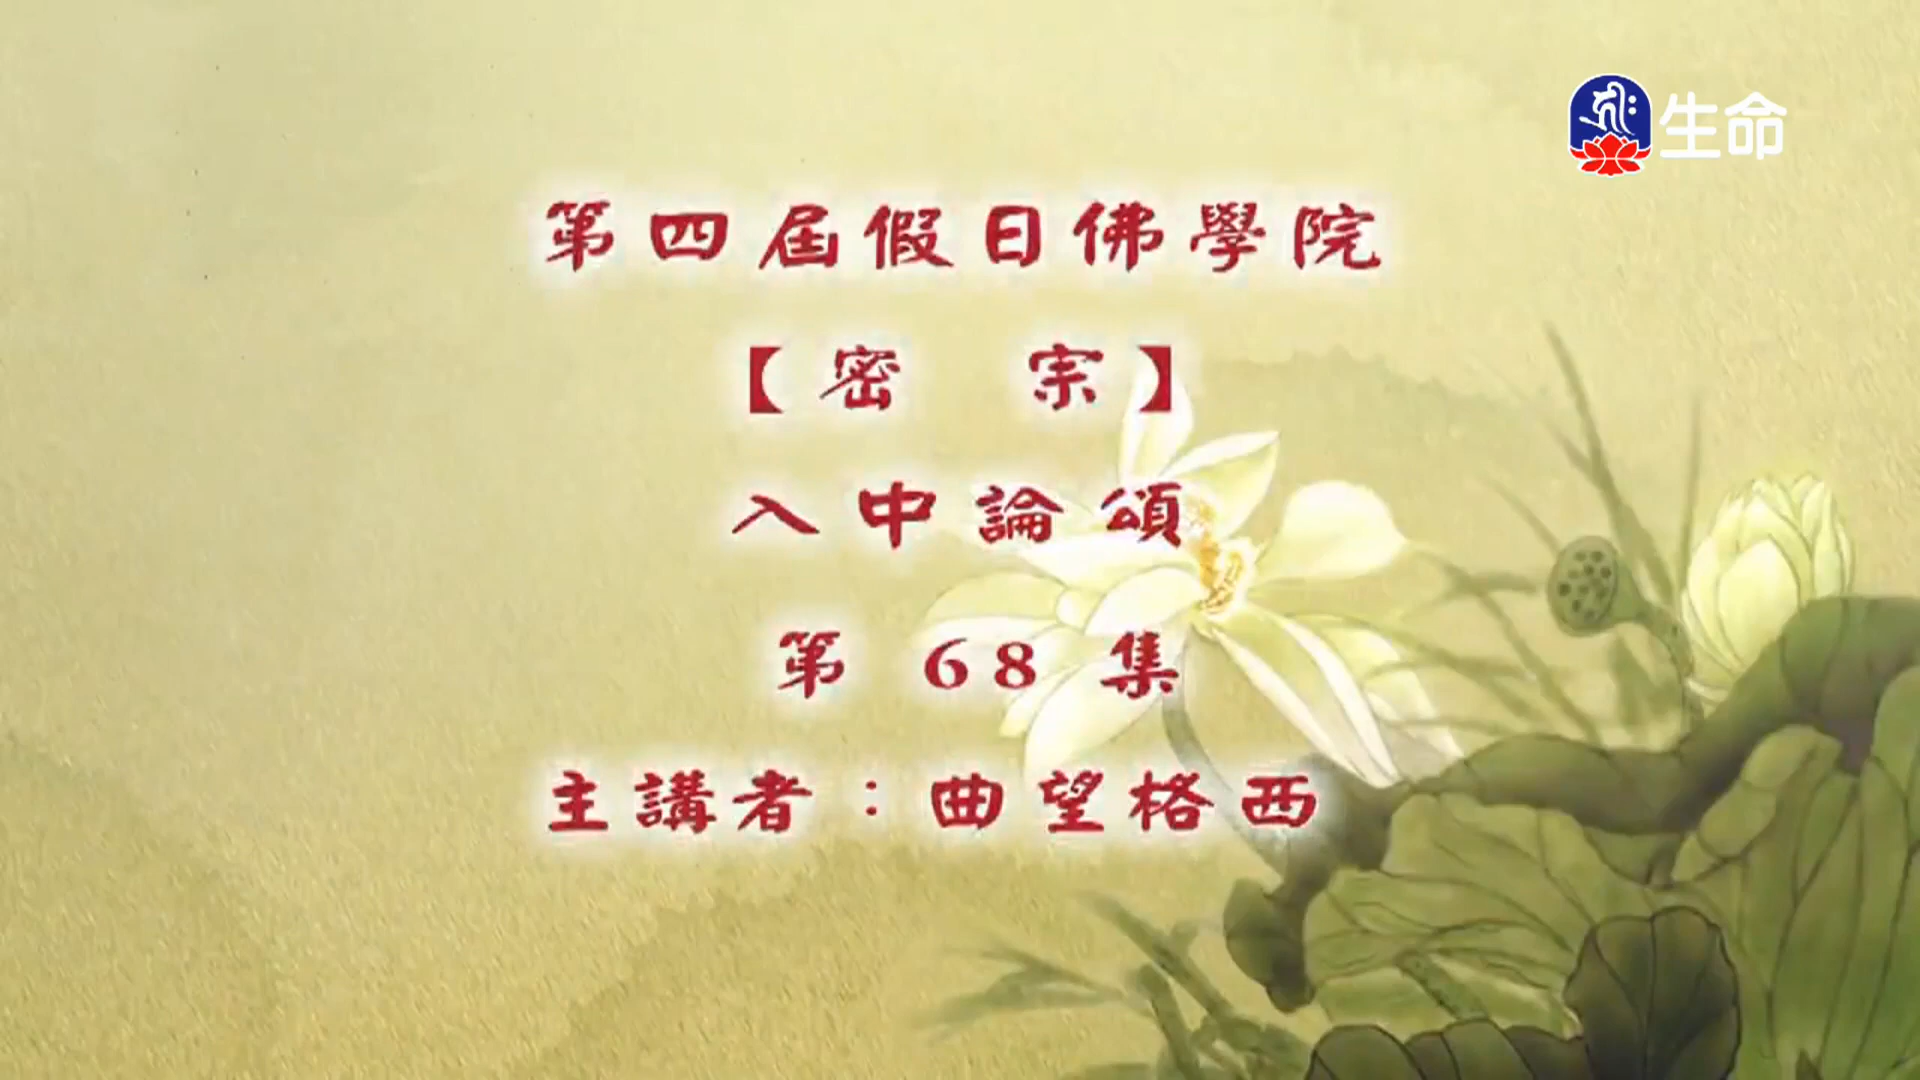 生命
第四屆假日佛學院
【密 宗】
入中論頌
第 68 集
主講者：曲望格西